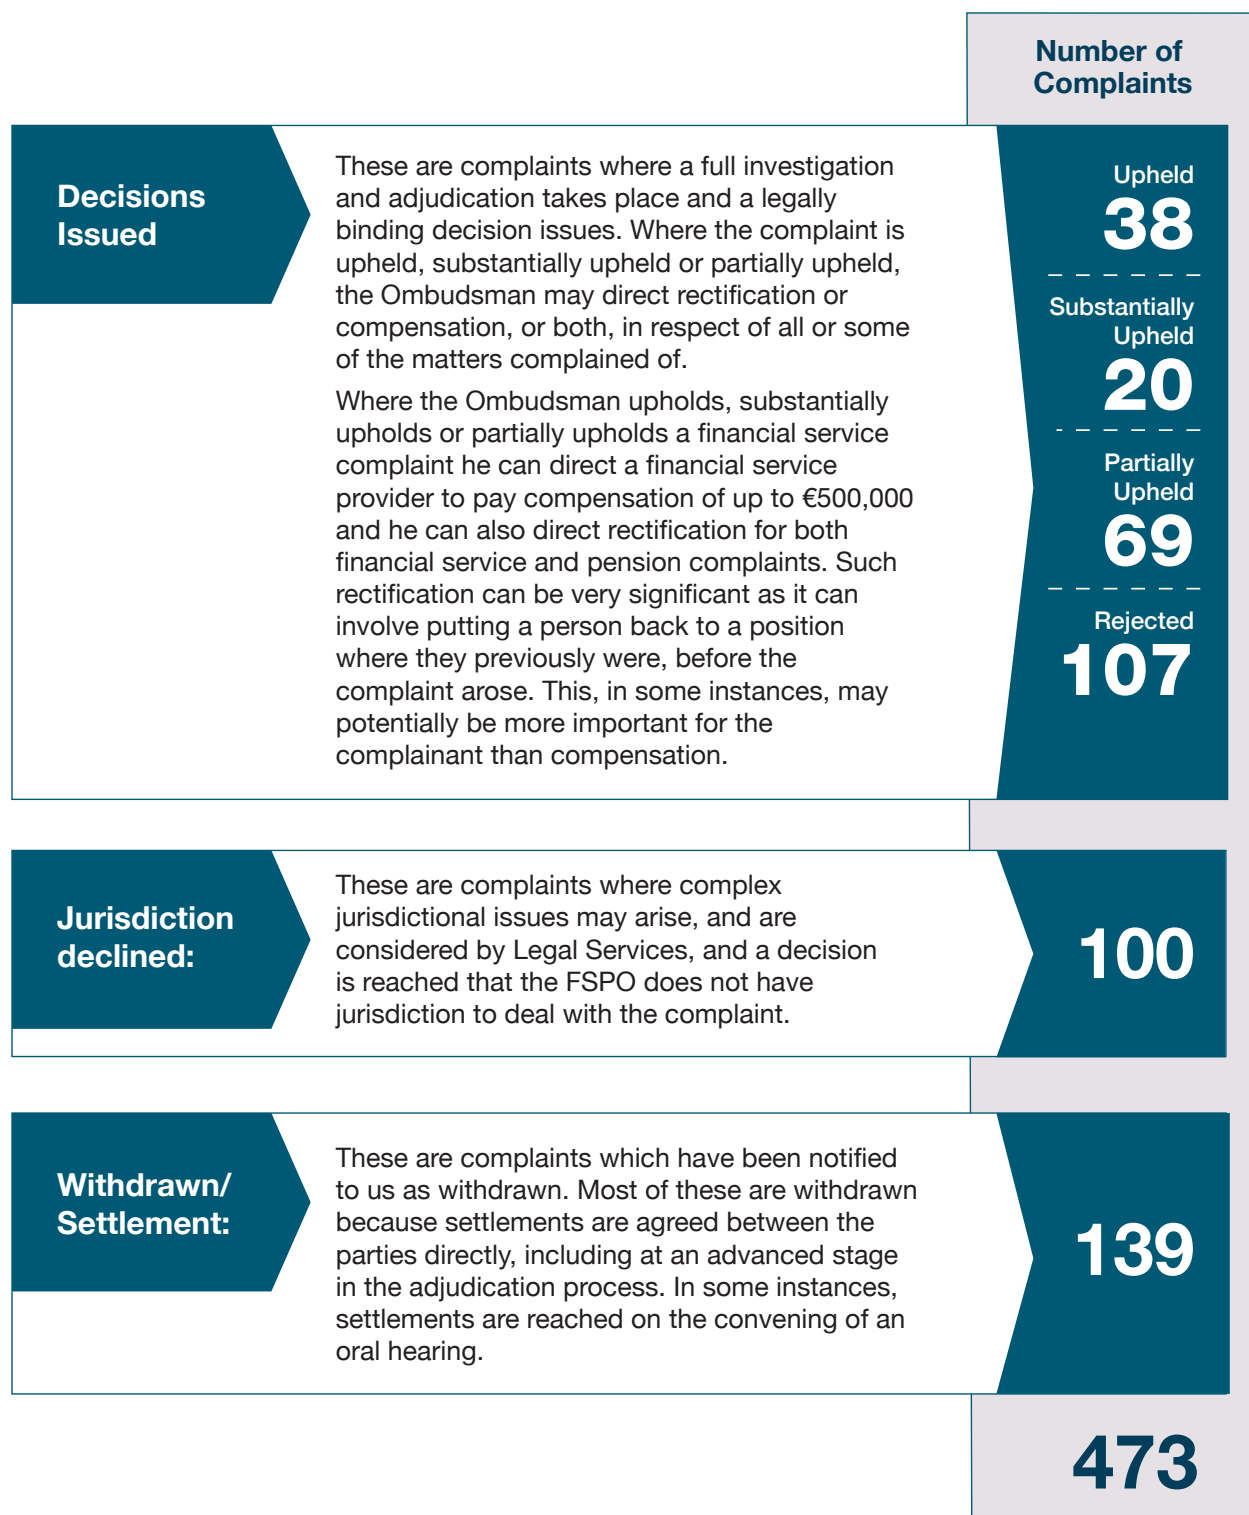 Number of
Complaints
Decisions
Issued
These are complaints where a full investigation
and adjudication takes place and a legally
binding decision issues. Where the complaint is
upheld, substantially upheld or partially upheld,
the Ombudsman may direct rectification or
compensation, or both, in respect of all or some
of the matters complained of.
Where the Ombudsman upholds, substantially
upholds or partially upholds a financial service
complaint he can direct a financial service
provider to pay compensation of up to €500,000
and he can also direct rectification for both
financial service and pension complaints. Such
rectification can be very significant as it can
involve putting a person back to a position
where they previously were, before the
complaint arose. This, in some instances, may
potentially be more important for the
complainant than compensation.
Upheld
38
Substantially
Upheld
20
Partially
Upheld
69
Rejected
107
Jurisdiction
declined:
These are complaints where complex
jurisdictional issues may arise, and are
considered by Legal Services, and a decision
is reached that the FSPO does not have
jurisdiction to deal with the complaint.
100
Withdrawn/
Settlement:
These are complaints which have been notified
to us as withdrawn. Most of these are withdrawn
because settlements are agreed between the
parties directly, including at an advanced stage
in the adjudication process. In some instances,
settlements are reached on the convening of an
oral hearing.
139
473